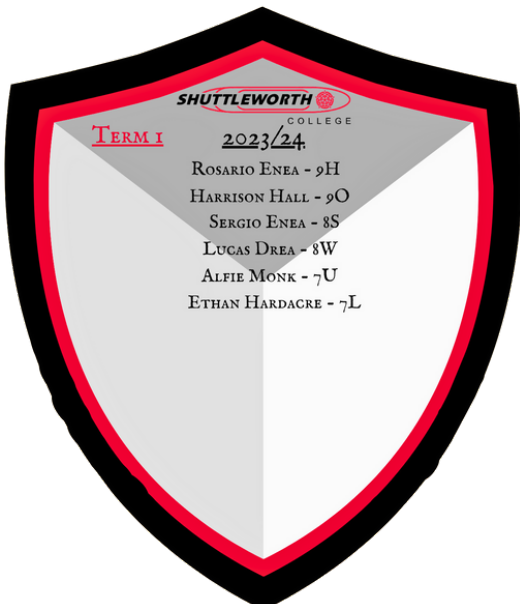 SHUTTLEWORTH
COLLEGE
TERM 1 2023/24
ROSARIO ENEA - 9H
HARRISON HALL - 9O
SERGIO ENEA - 8S
LUCAS DREA - 8W
ALFIE MONK - 7U
ETHAN HARDACRE - 7L